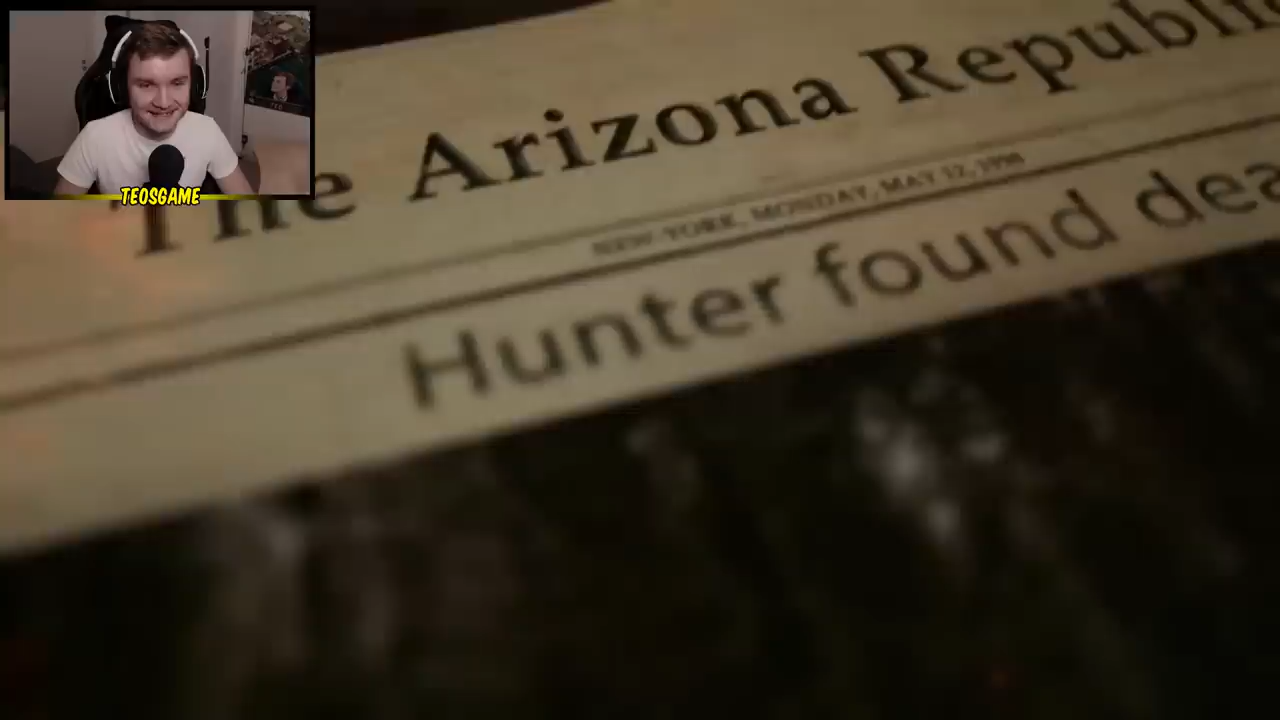 TEOSGAME
The Arizona Republic
NEW YORK, MONDAY, MAY 12, 1998
Hunter found dea